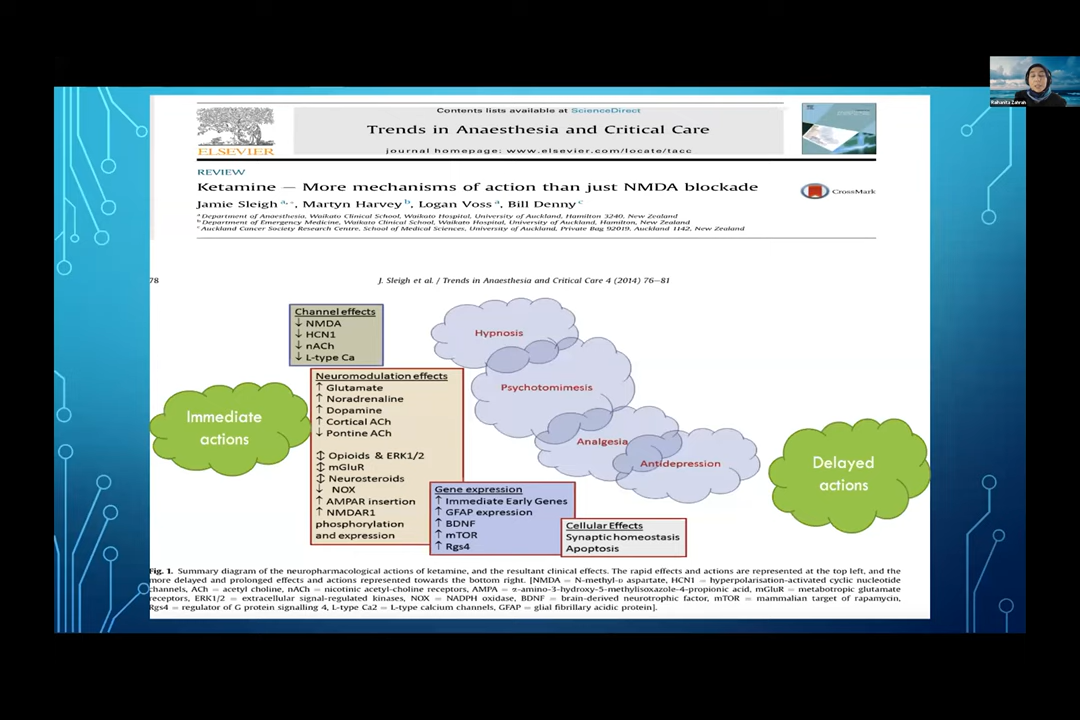 Contents lists available at ScienceDirect
Trends in Anaesthesia and Critical Care
journal homepage: www.elsevier.com/locate/tacc
ELSEVIER
REVIEW
Ketamine — More mechanisms of action than just NMDA blockade
CrossMark
Jamie Sleigh a,*, Martyn Harvey b, Logan Voss a, Bill Denny c
a Department of Anaesthesia, Waikato Clinical School, Waikato Hospital, University of Auckland, Hamilton 3240, New Zealand
b Department of Emergency Medicine, Waikato Clinical School, University of Auckland, Hamilton, New Zealand
c Auckland Cancer Society Research Centre, School of Medical Sciences, University of Auckland, Private Bag 92019, Auckland 1142, New Zealand
78
J. Sleigh et al. / Trends in Anaesthesia and Critical Care 4 (2014) 76–81
Channel effects
↓ NMDA
↓ HCN1
↓ nACh
↓ L-type Ca
Neuromodulation effects
↑ Glutamate
↑ Noradrenaline
↑ Dopamine
↑ Cortical ACh
↓ Pontine ACh
↕ Opioids & ERK1/2
↕ mGluR
↕ Neurosteroids
↓ NOX
↑ AMPAR insertion
↑ NMDAR1
phosphorylation
and expression
Gene expression
↑ Immediate Early Genes
↑ GFAP expression
↑ BDNF
↑ mTOR
↑ Rgs4
Cellular Effects
Synaptic homeostasis
Apoptosis
Immediate
actions
Hypnosis
Psychotomimesis
Analgesia
Antidepression
Delayed
actions
Fig. 1. Summary diagram of the neuropharmacological actions of ketamine, and the resultant clinical effects. The rapid effects and actions are represented at the top left, and the
more delayed and prolonged effects and actions represented towards the bottom right. [NMDA = N-methyl-D aspartate, HCN1 = hyperpolarisation-activated cyclic nucleotide
channels, ACh = acetyl choline, nACh = nicotinic acetyl-choline receptors, AMPA = α-amino-3-hydroxy-5-methylisoxazole-4-propionic acid, mGluR = metabotropic glutamate
receptors, ERK1/2 = extracellular signal-regulated kinases, NOX = NADPH oxidase, BDNF = brain-derived neurotrophic factor, mTOR = mammalian target of rapamycin,
Rgs4 = regulator of G protein signalling 4, L-type Ca2 = L-type calcium channels, GFAP = glial fibrillary acidic protein].